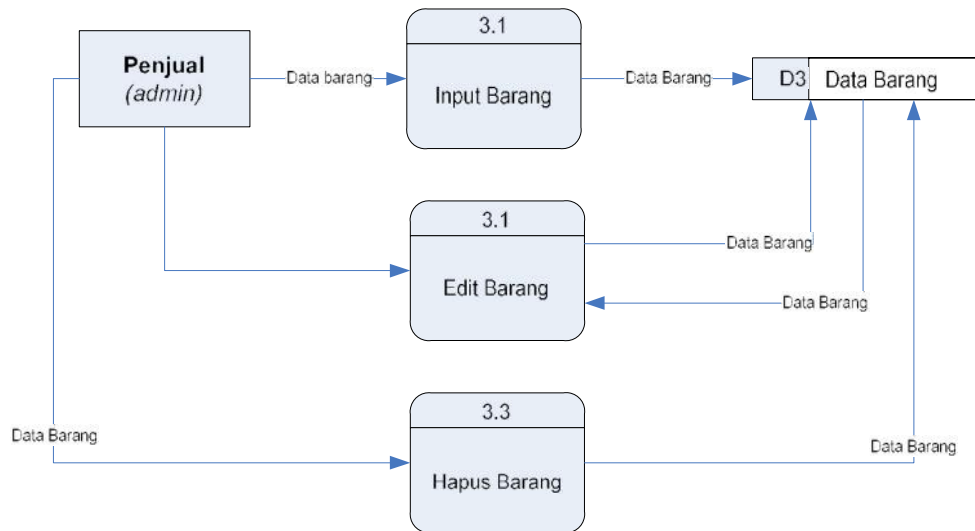 3.1
Penjual
(admin)
Data barang
Input Barang
Data Barang
D3
Data Barang
3.1
Edit Barang
Data Barang
Data Barang
3.3
Data Barang
Hapus Barang
Data Barang